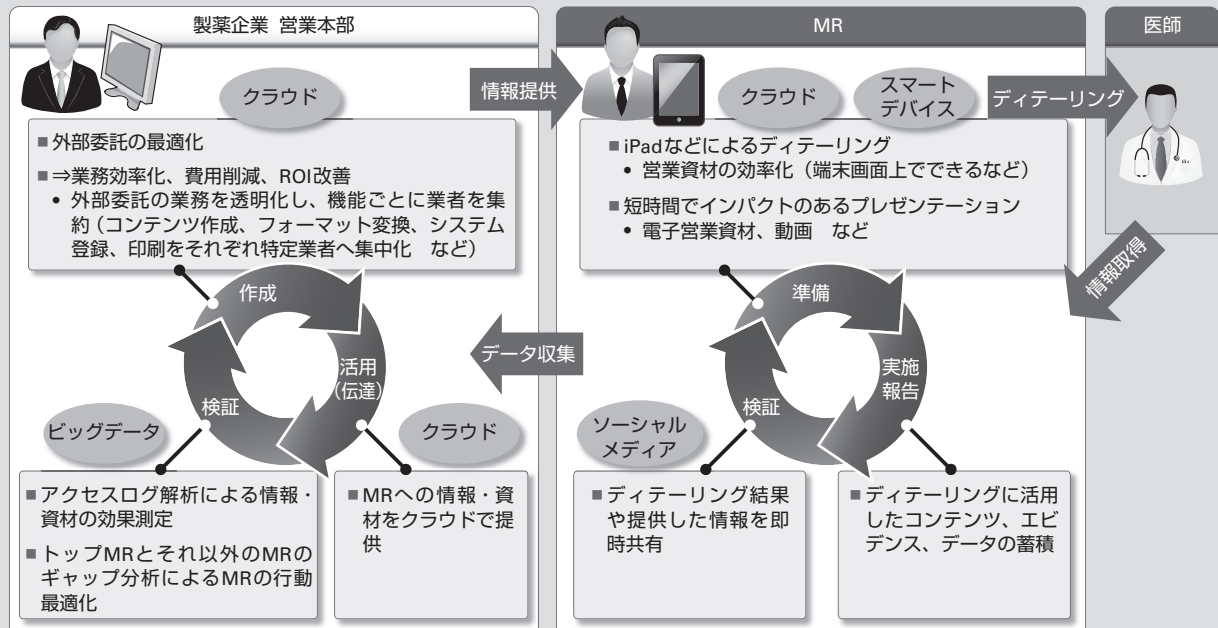 製薬企業 営業本部
クラウド
■外部委託の最適化
■⇒業務効率化、費用削減、ROI改善
• 外部委託の業務を透明化し、機能ごとに業者を集
約（コンテンツ作成、フォーマット変換、システム
登録、印刷をそれぞれ特定業者へ集中化　など）
作成
活用
（伝達）
検証
ビッグデータ
クラウド
■アクセスログ解析による情報・
資材の効果測定
■トップMRとそれ以外のMRの
ギャップ分析によるMRの行動
最適化
■MRへの情報・資
材をクラウドで提
供
情報提供
データ収集
MR
クラウド
スマート
デバイス
■iPadなどによるディテーリング
• 営業資材の効率化（端末画面上でできるなど）
■短時間でインパクトのあるプレゼンテーション
• 電子営業資材、動画　など
準備
実施
報告
検証
ソーシャル
メディア
■ディテーリング結果
や提供した情報を即
時共有
■ディテーリングに活用
したコンテンツ、エビ
デンス、データの蓄積
ディテーリング
情報取得
医師